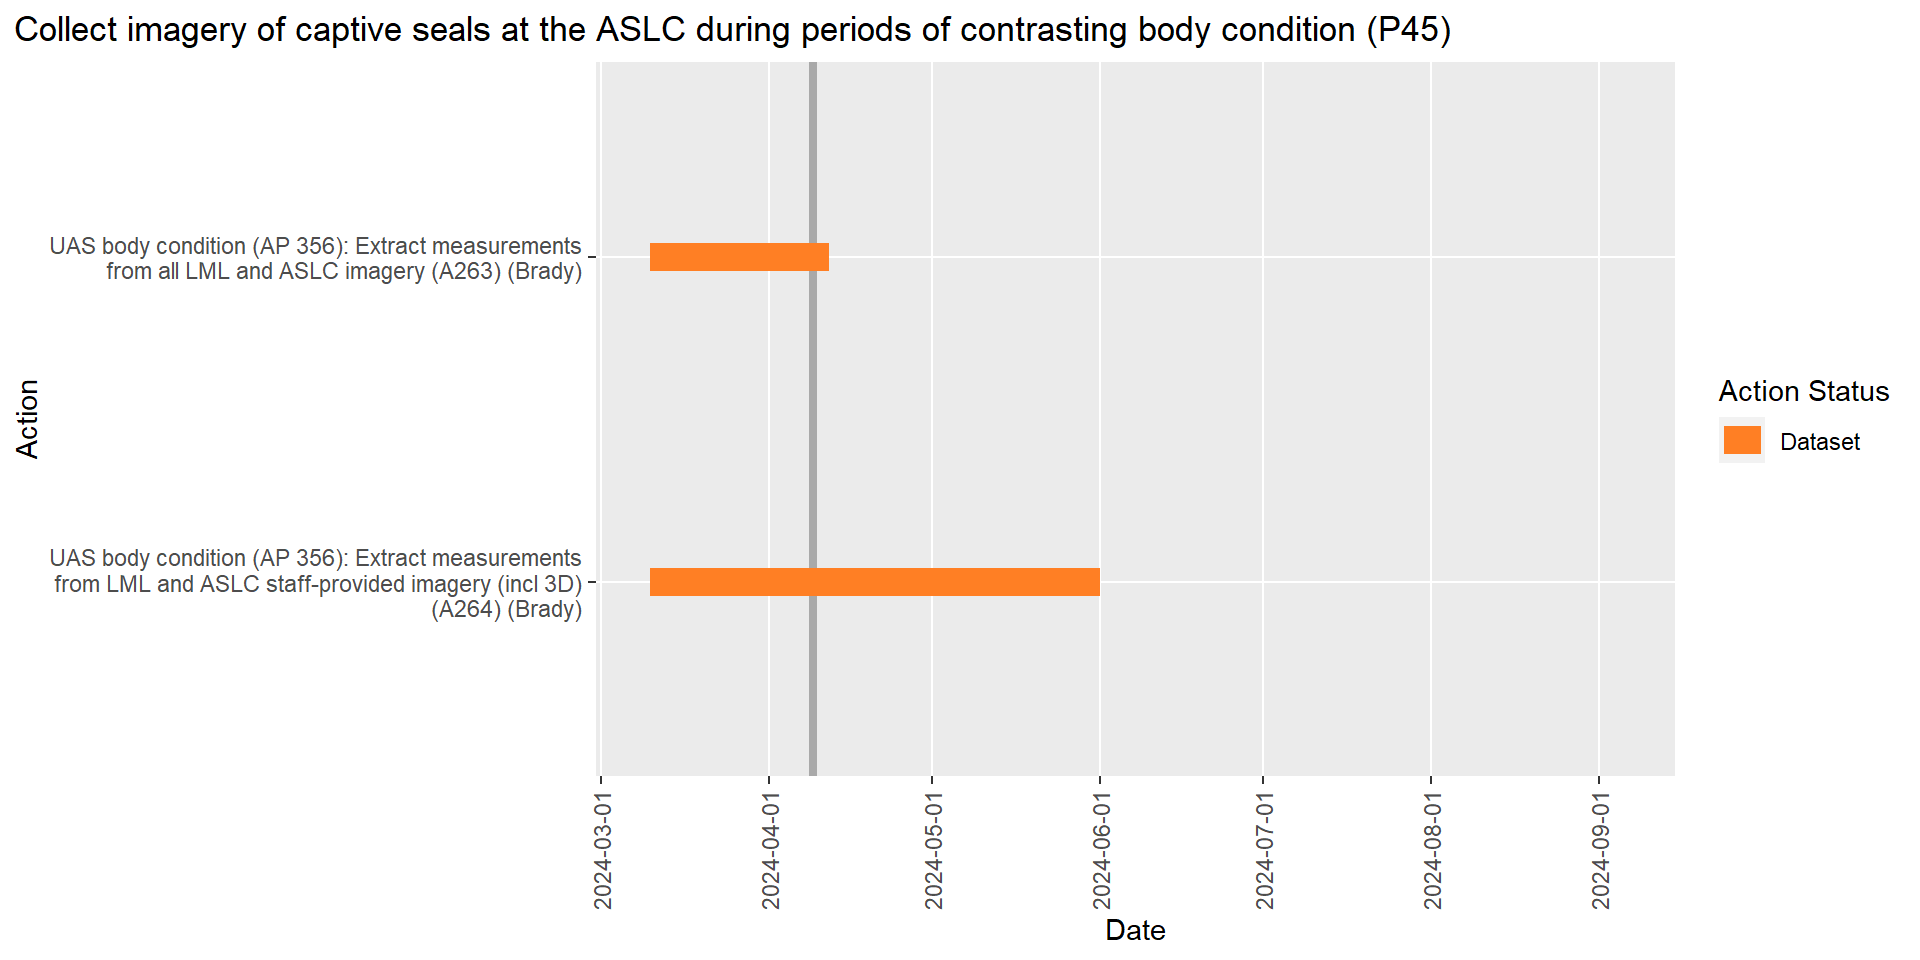 Collect imagery of captive seals at the ASLC during periods of contrasting body condition (P45)
UAS body condition (AP 356): Extract measurements
from all LML and ASLC imagery (A263) (Brady)
UAS body condition (AP 356): Extract measurements
from LML and ASLC staff-provided imagery (incl 3D)
(A264) (Brady)
Action
2024-03-01
2024-04-01
2024-05-01
2024-06-01
2024-07-01
2024-08-01
2024-09-01
Date
Action Status
Dataset